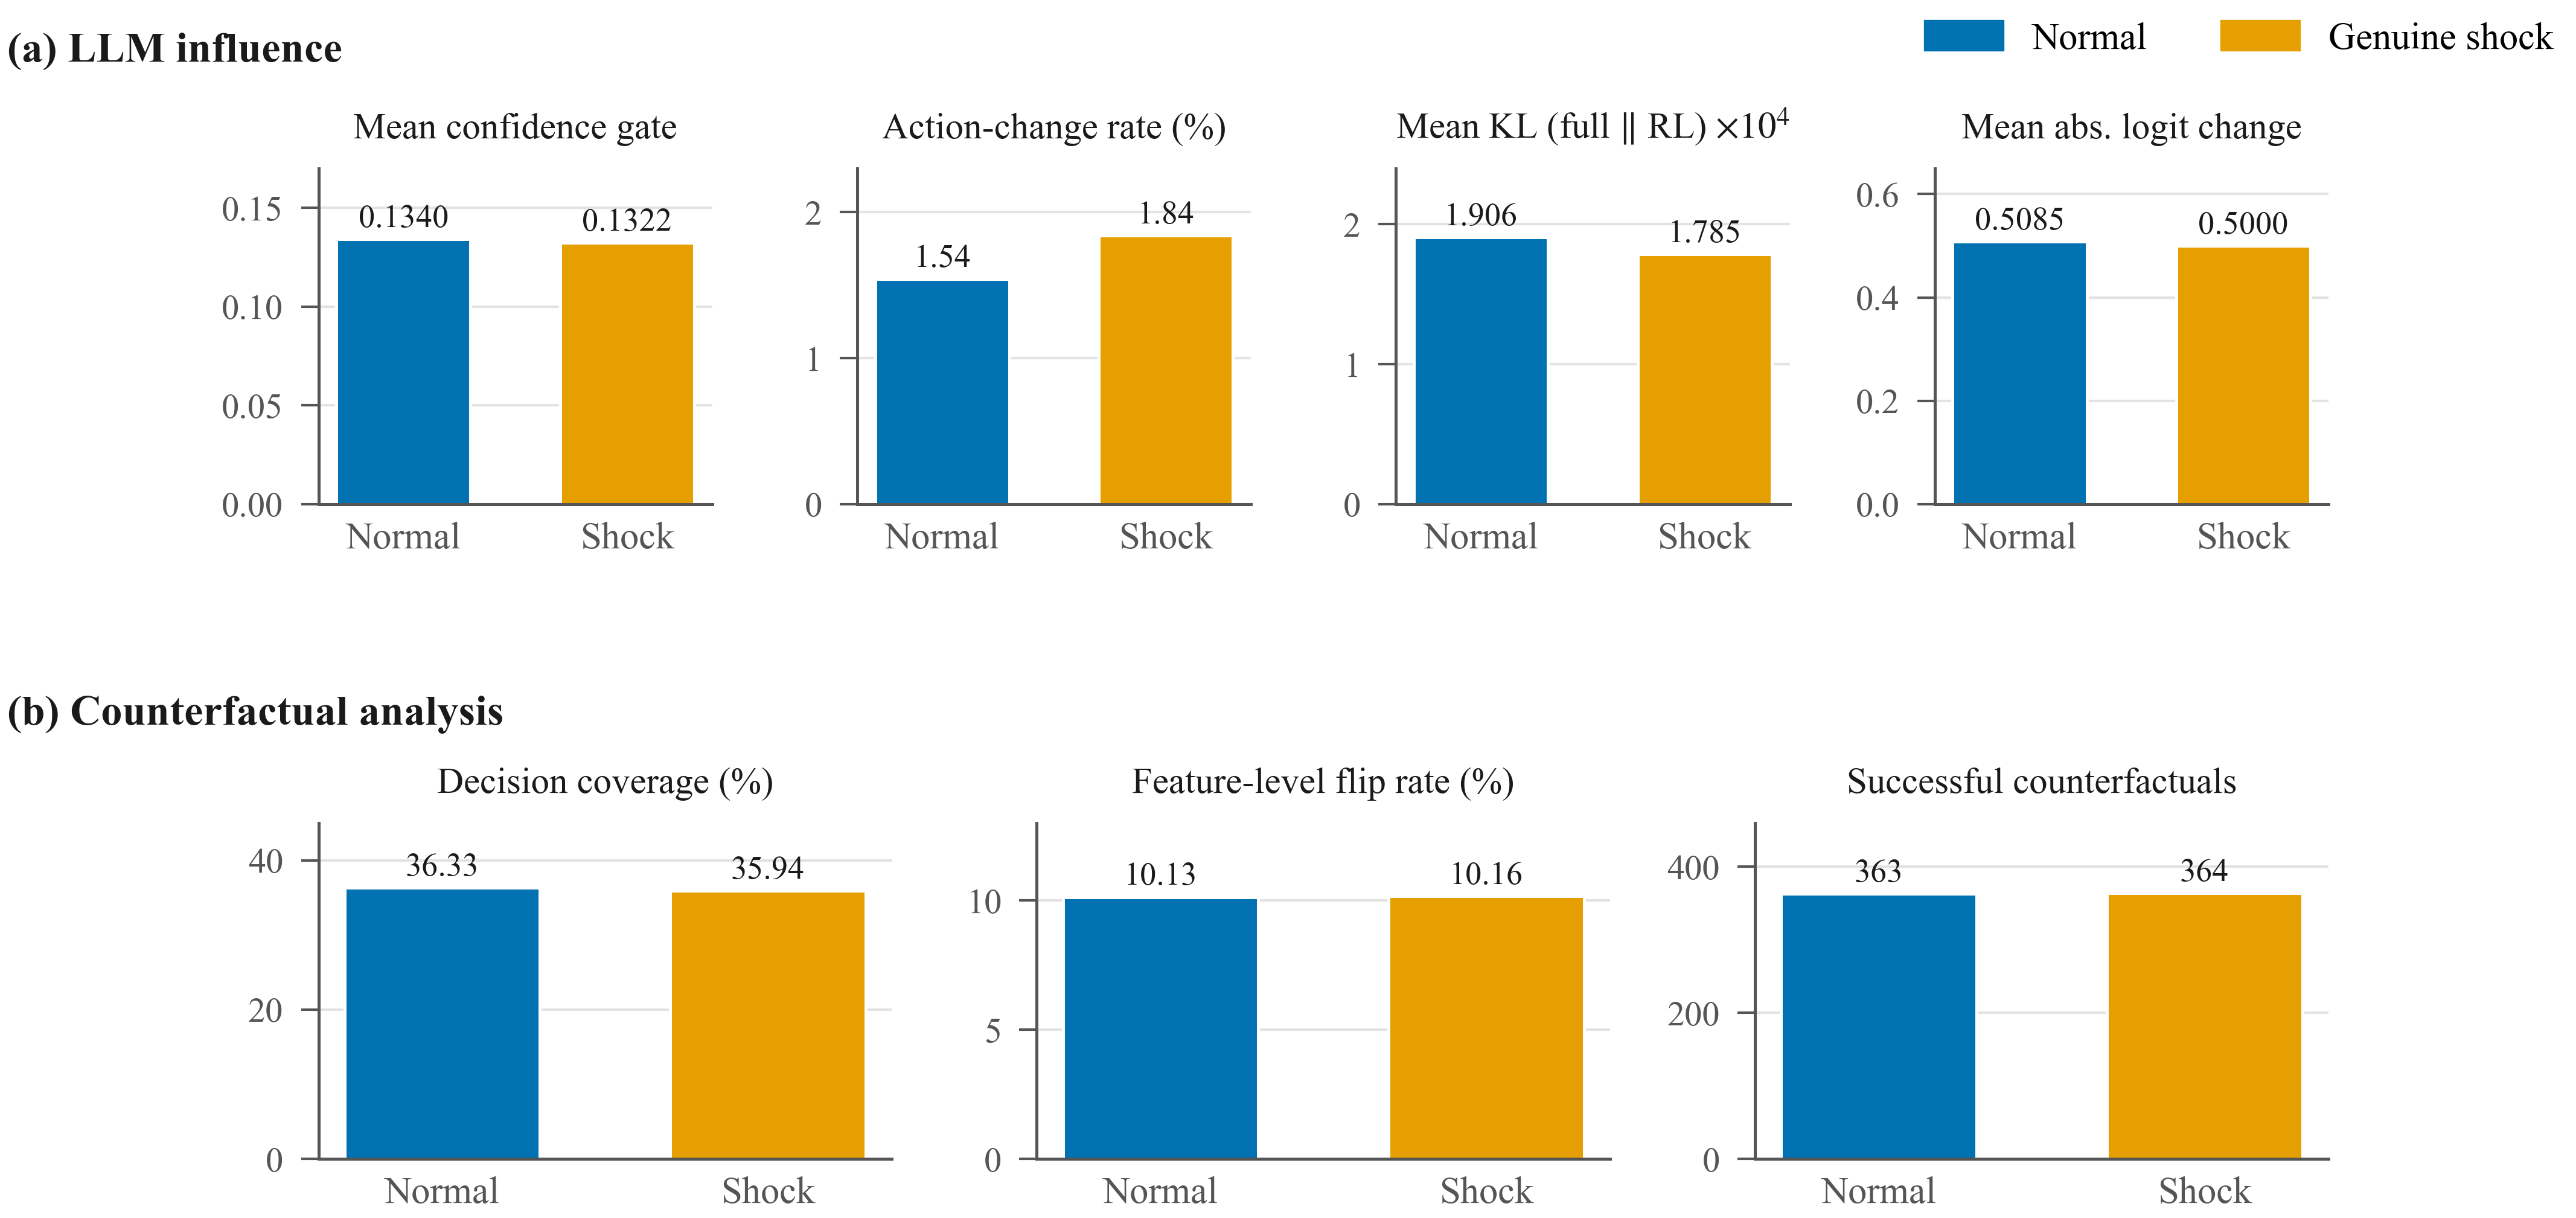 Normal Genuine shock
(a) LLM influence
Mean confidence gate
0.15
0.10
0.05
0.00
0.1340 0.1322
Normal Shock
Action-change rate (%)
2
1
0
1.54 1.84
Normal Shock
Mean KL (full ∥ RL) ×10⁴
2
1
0
1.906 1.785
Normal Shock
Mean abs. logit change
0.6
0.4
0.2
0.0
0.5085 0.5000
Normal Shock
(b) Counterfactual analysis
Decision coverage (%)
40
20
0
36.33 35.94
Normal Shock
Feature-level flip rate (%)
10
5
0
10.13 10.16
Normal Shock
Successful counterfactuals
400
200
0
363 364
Normal Shock